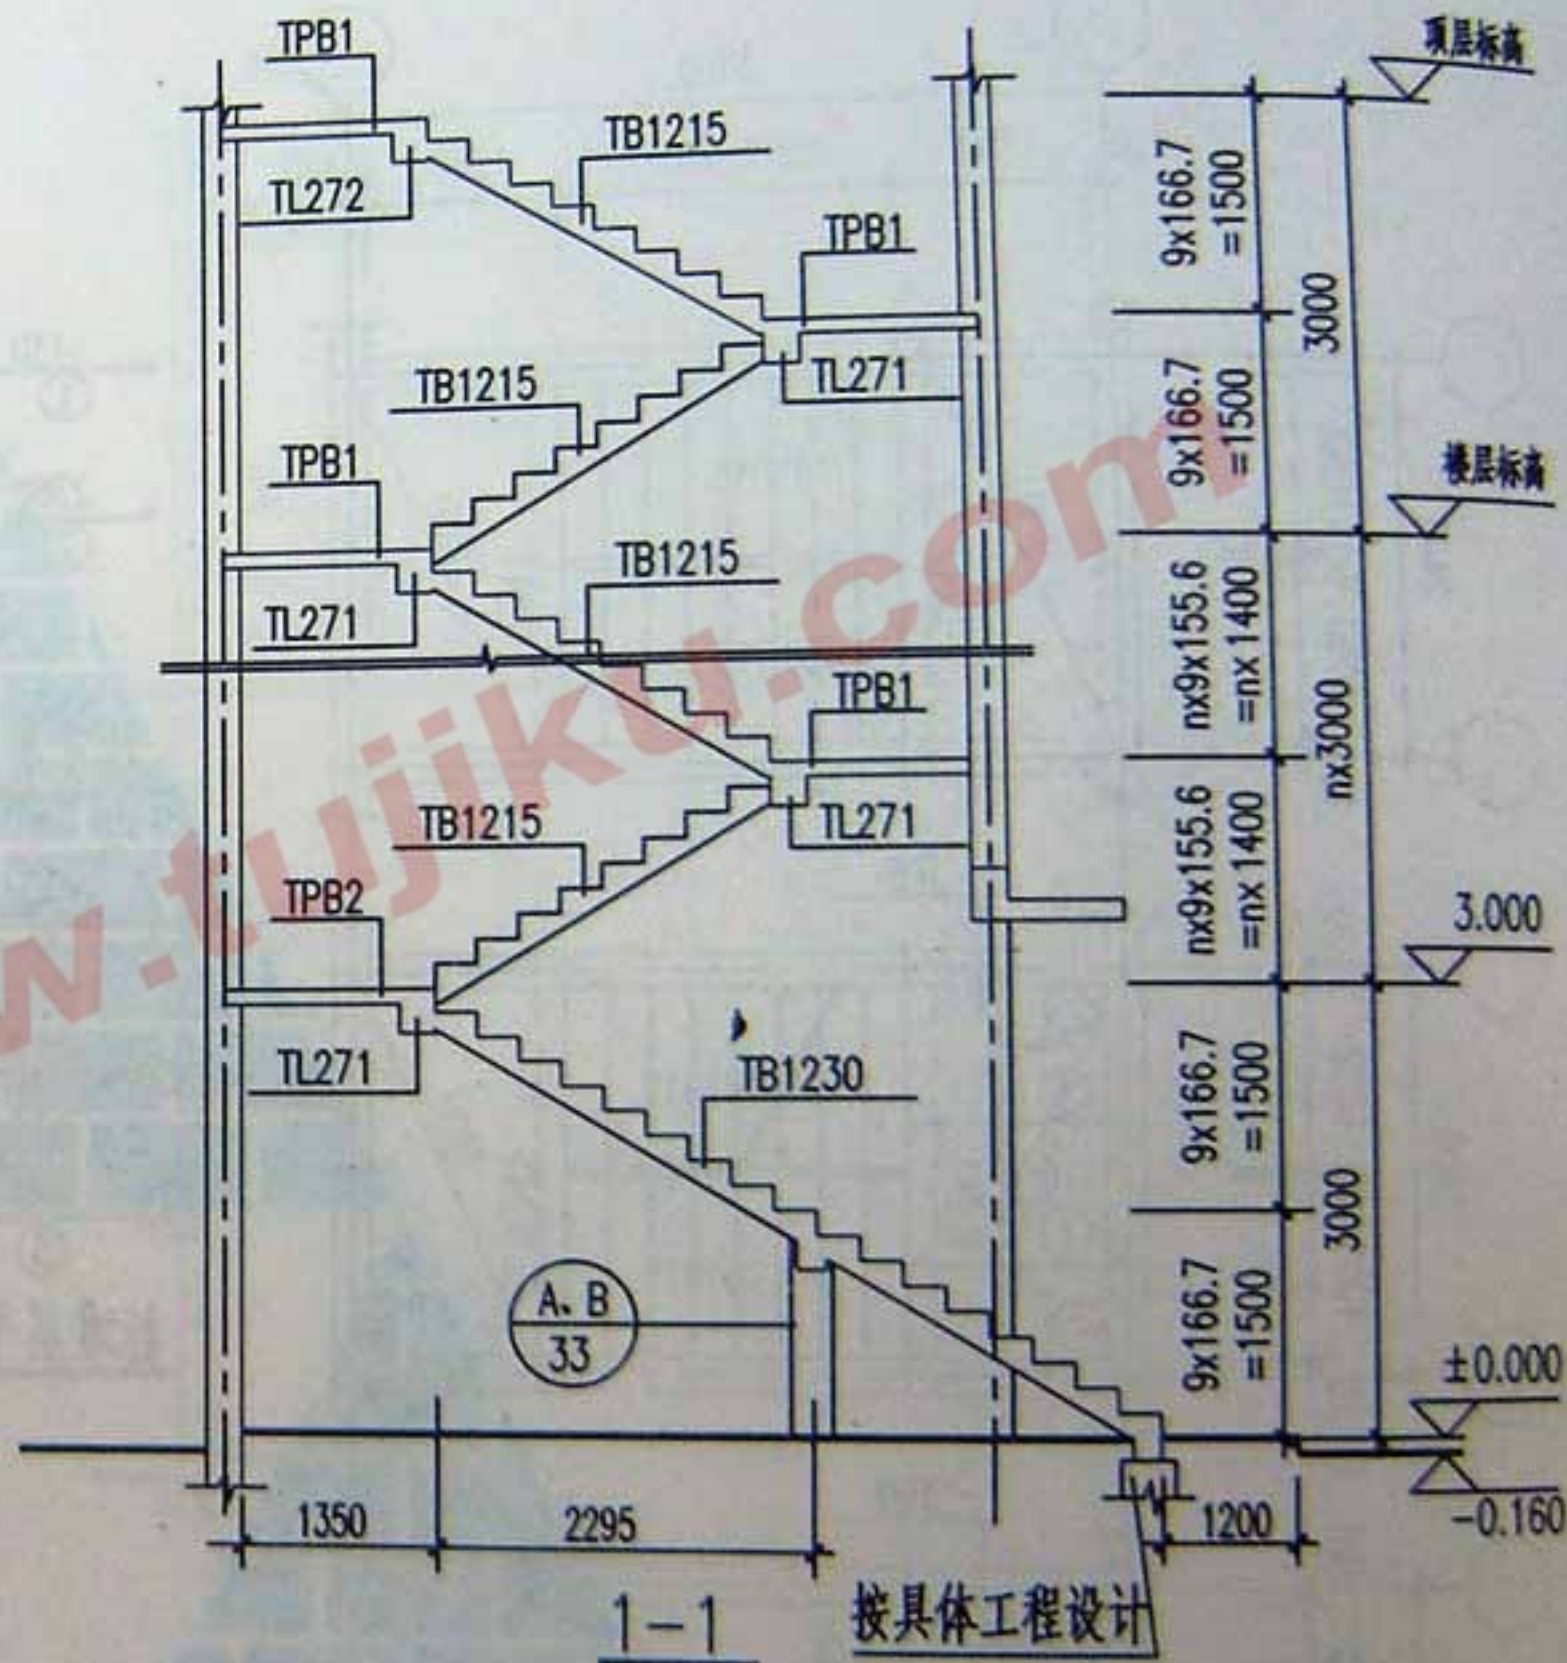 TPB1
顶层标高
TB1215
TL272
9x166.7
=1500
TPB1
3000
TB1215
TL271
9x166.7
=1500
TPB1
楼层标高
TB1215
TL271
nx9x155.6
=nx1400
TPB1
nx3000
TB1215
TL271
nx9x155.6
=nx1400
TPB2
3.000
TL271
TB1230
9x166.7
=1500
3000
A、B
33
9x166.7
=1500
±0.000
-0.160
1350
2295
1200
1-1
按具体工程设计
w.tujiku.com